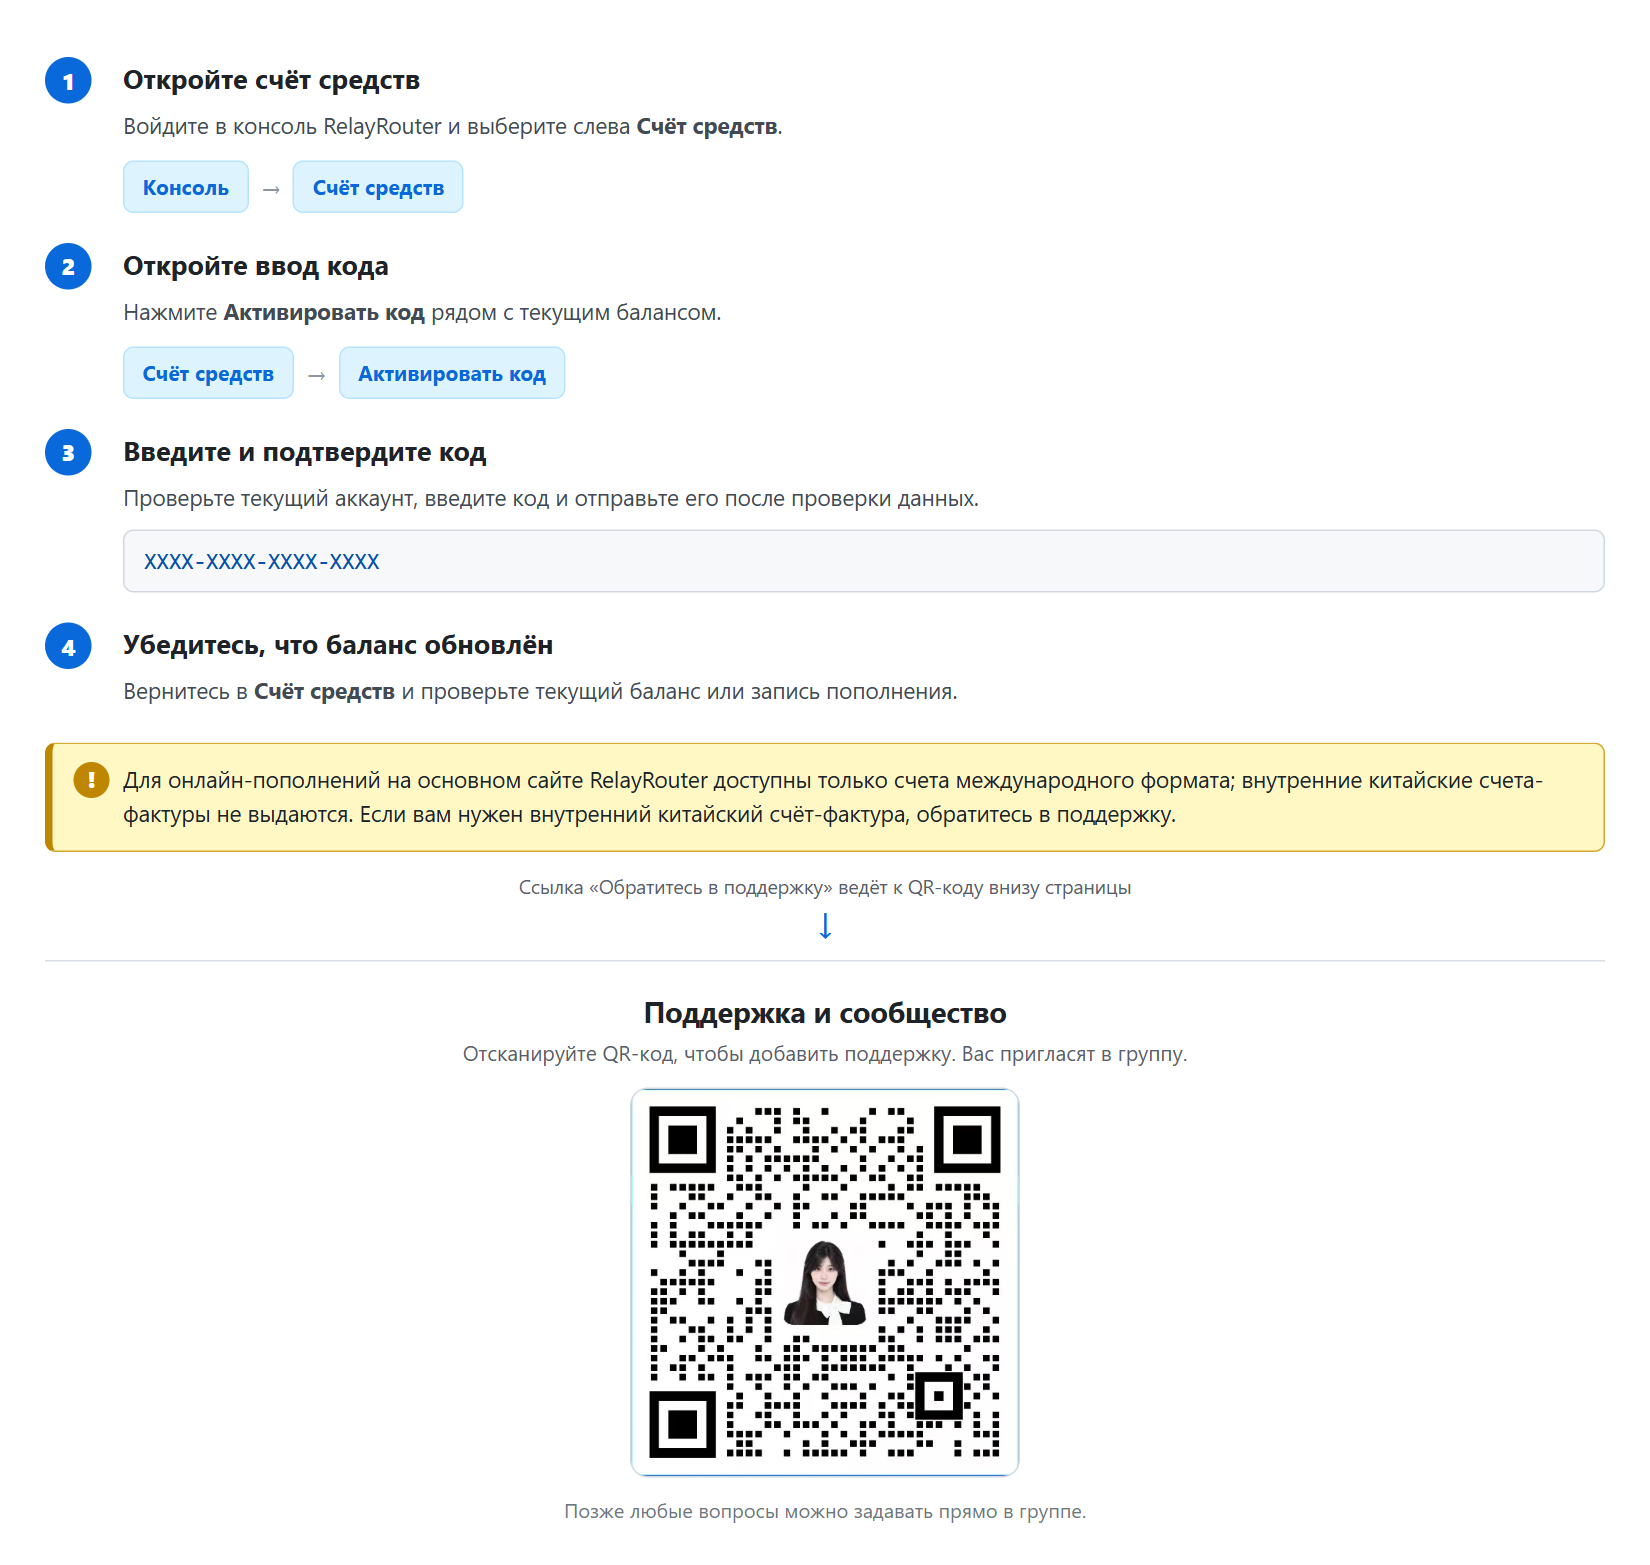 1
Откройте счёт средств
Войдите в консоль RelayRouter и выберите слева Счёт средств.
Консоль → Счёт средств
2
Откройте ввод кода
Нажмите Активировать код рядом с текущим балансом.
Счёт средств → Активировать код
3
Введите и подтвердите код
Проверьте текущий аккаунт, введите код и отправьте его после проверки данных.
XXXX-XXXX-XXXX-XXXX
4
Убедитесь, что баланс обновлён
Вернитесь в Счёт средств и проверьте текущий баланс или запись пополнения.
!
Для онлайн-пополнений на основном сайте RelayRouter доступны только счета международного формата; внутренние китайские счета-
фактуры не выдаются. Если вам нужен внутренний китайский счёт-фактура, обратитесь в поддержку.
Ссылка «Обратитесь в поддержку» ведёт к QR-коду внизу страницы
↓
Поддержка и сообщество
Отсканируйте QR-код, чтобы добавить поддержку. Вас пригласят в группу.
Позже любые вопросы можно задавать прямо в группе.